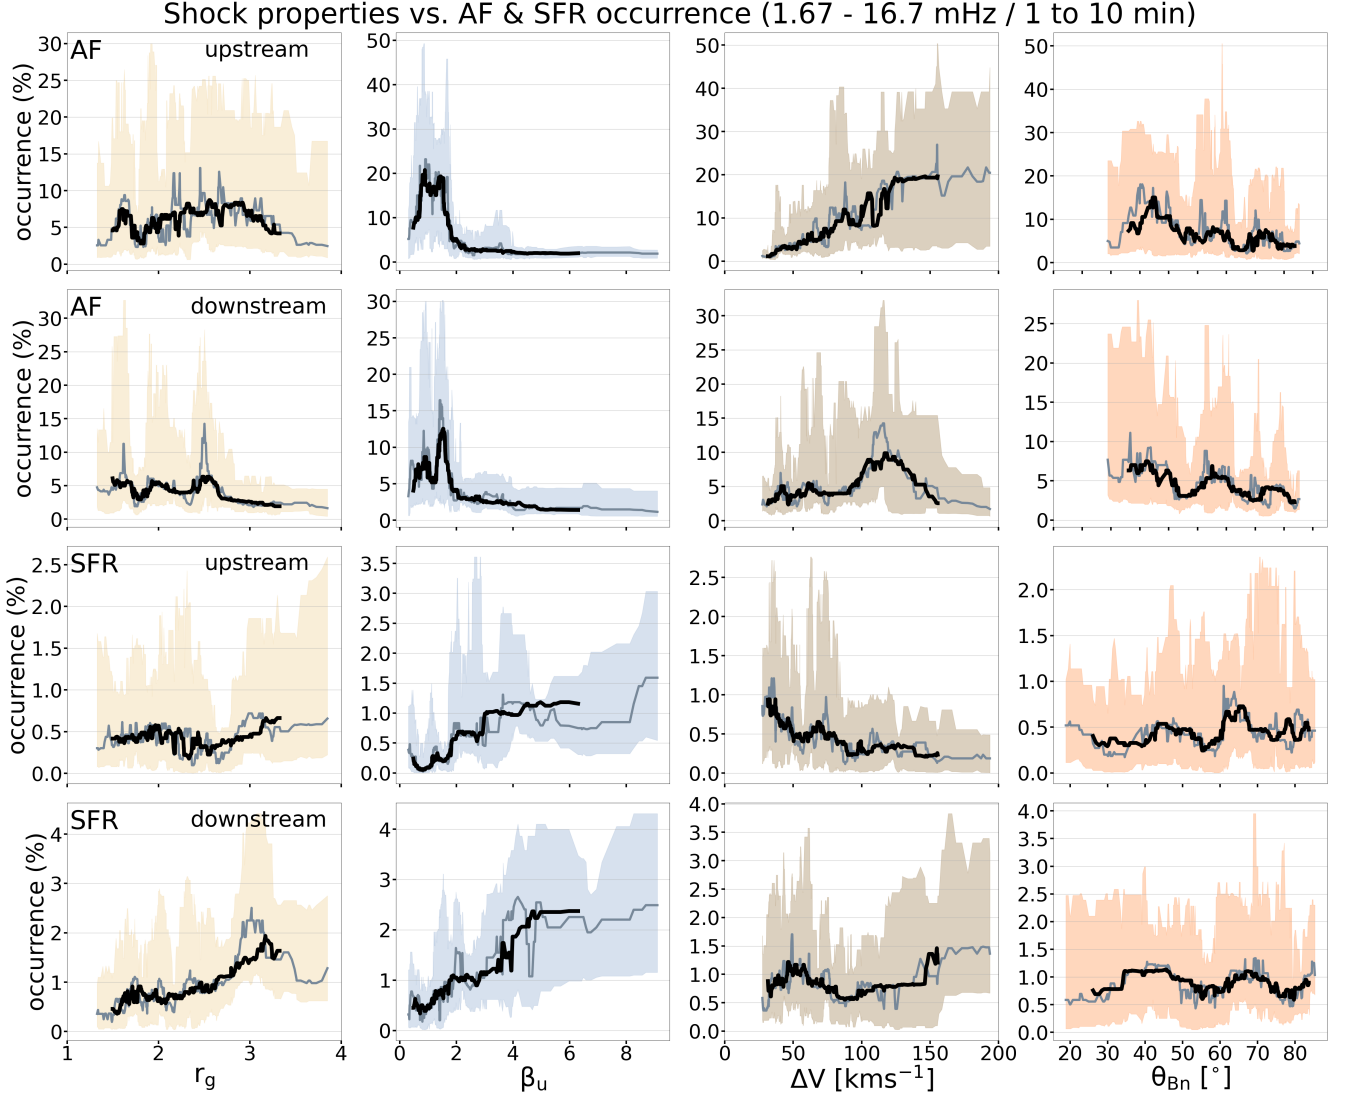 Shock properties vs. AF & SFR occurrence (1.67 - 16.7 mHz / 1 to 10 min)
AF upstream
occurrence (%)
30 25 20 15 10 5 0
50 40 30 20 10 0
50 40 30 20 10 0
50 40 30 20 10 0
AF downstream
occurrence (%)
30 25 20 15 10 5 0
30 25 20 15 10 5 0
30 25 20 15 10 5 0
25 20 15 10 5 0
SFR upstream
occurrence (%)
2.5 2.0 1.5 1.0 0.5 0.0
3.5 3.0 2.5 2.0 1.5 1.0 0.5 0.0
2.5 2.0 1.5 1.0 0.5 0.0
2.0 1.5 1.0 0.5 0.0
SFR downstream
occurrence (%)
4 3 2 1 0
4 3 2 1 0
4.0 3.5 3.0 2.5 2.0 1.5 1.0 0.5 0.0
4.0 3.5 3.0 2.5 2.0 1.5 1.0 0.5 0.0
1 2 3 4
0 2 4 6 8
0 50 100 150 200
20 30 40 50 60 70 80
r_g
β_u
ΔV [kms⁻¹]
θ_Bn [°]